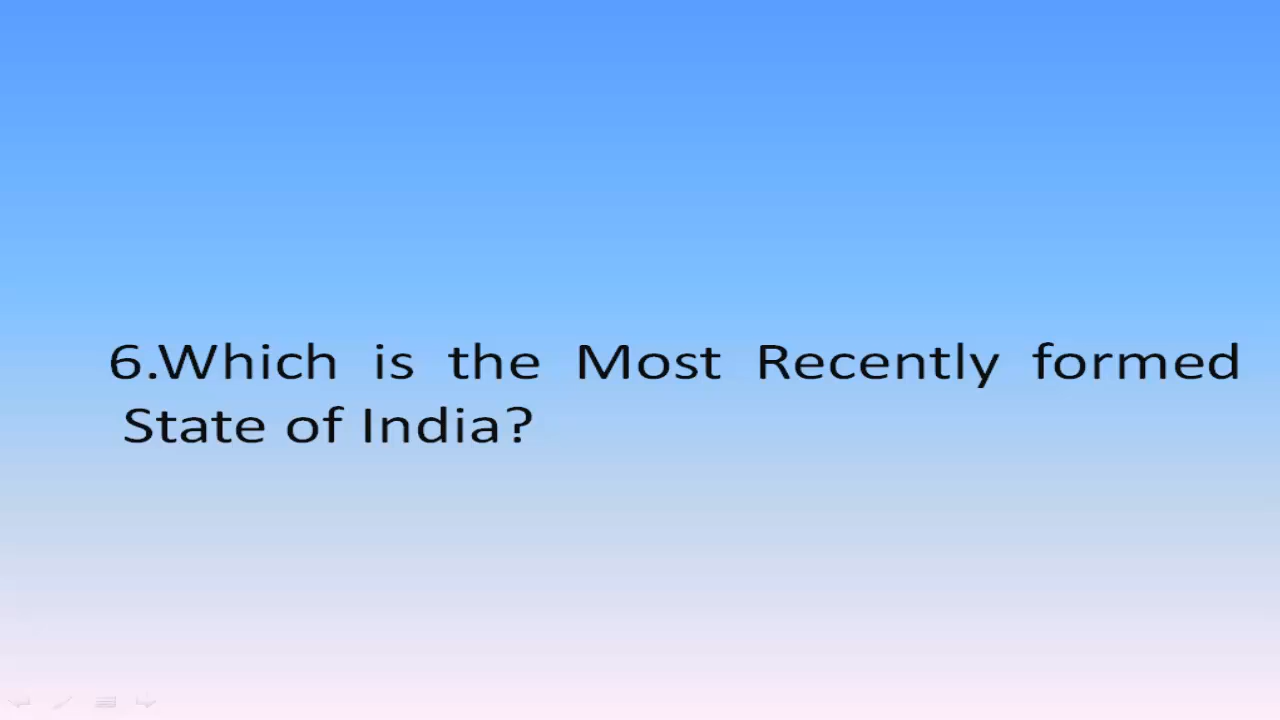 6.Which is the Most Recently formed
State of India?